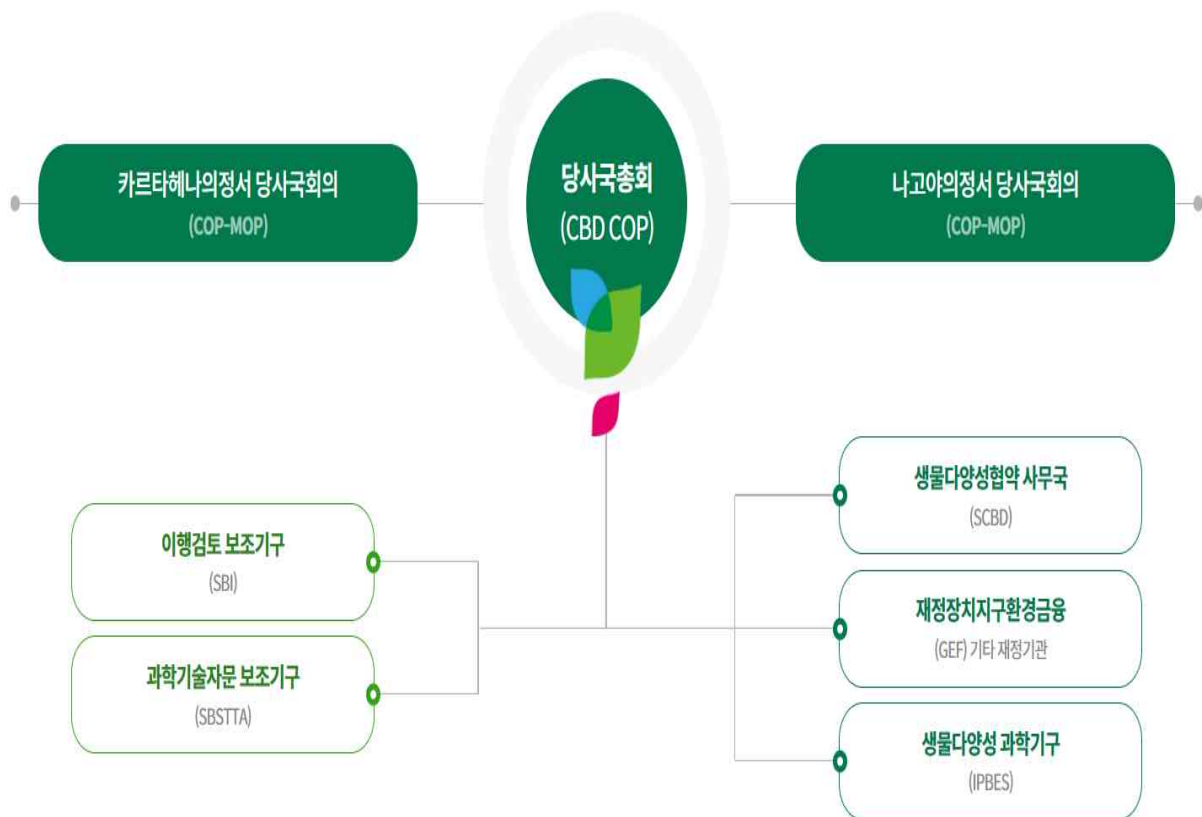 카르타헤나의정서 당사국회의
(COP-MOP)
당사국총회
(CBD COP)
나고야의정서 당사국회의
(COP-MOP)
이행검토 보조기구
(SBI)
과학기술자문 보조기구
(SBSTTA)
생물다양성협약 사무국
(SCBD)
재정장치지구환경금융
(GEF) 기타 재정기관
생물다양성 과학기구
(IPBES)